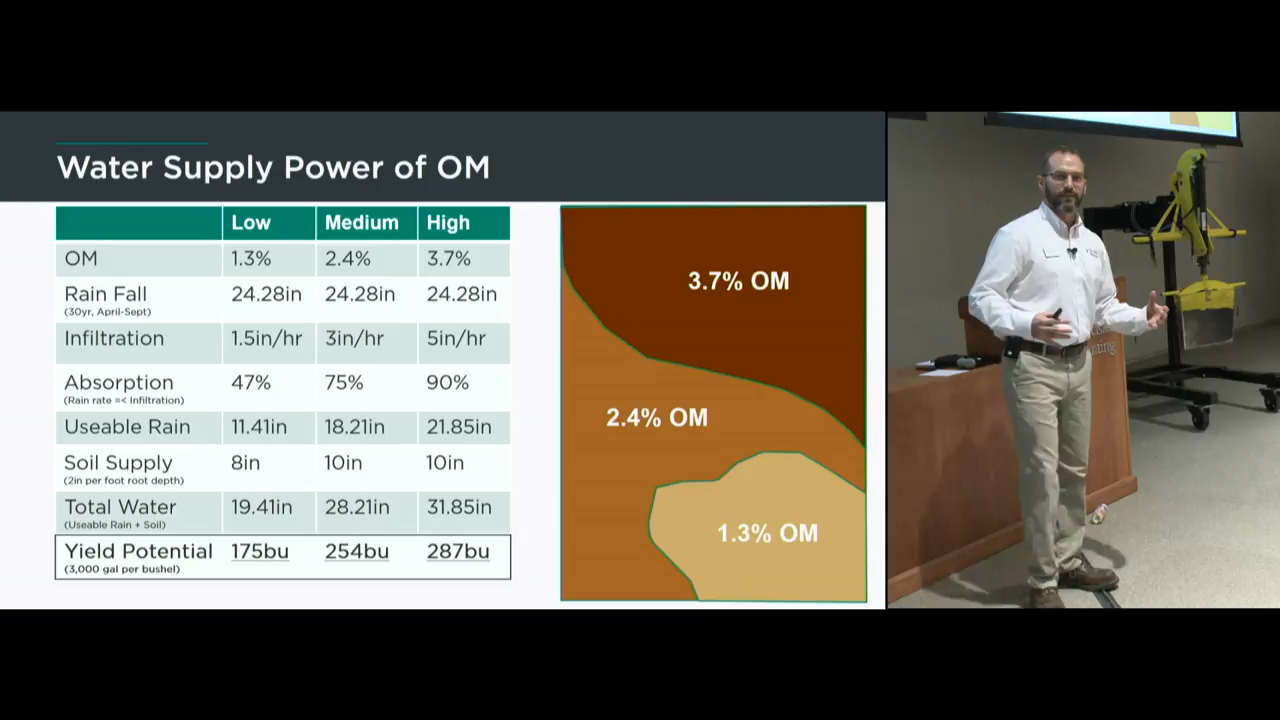 Water Supply Power of OM
Low Medium High
OM 1.3% 2.4% 3.7%
Rain Fall 24.28in 24.28in 24.28in
(30yr, April-Sept)
Infiltration 1.5in/hr 3in/hr 5in/hr
Absorption 47% 75% 90%
(Rain rate =< Infiltration)
Useable Rain 11.41in 18.21in 21.85in
Soil Supply 8in 10in 10in
(2in per foot root depth)
Total Water 19.41in 28.21in 31.85in
(Useable Rain + Soil)
Yield Potential 175bu 254bu 287bu
(3,000 gal per bushel)
3.7% OM
2.4% OM
1.3% OM